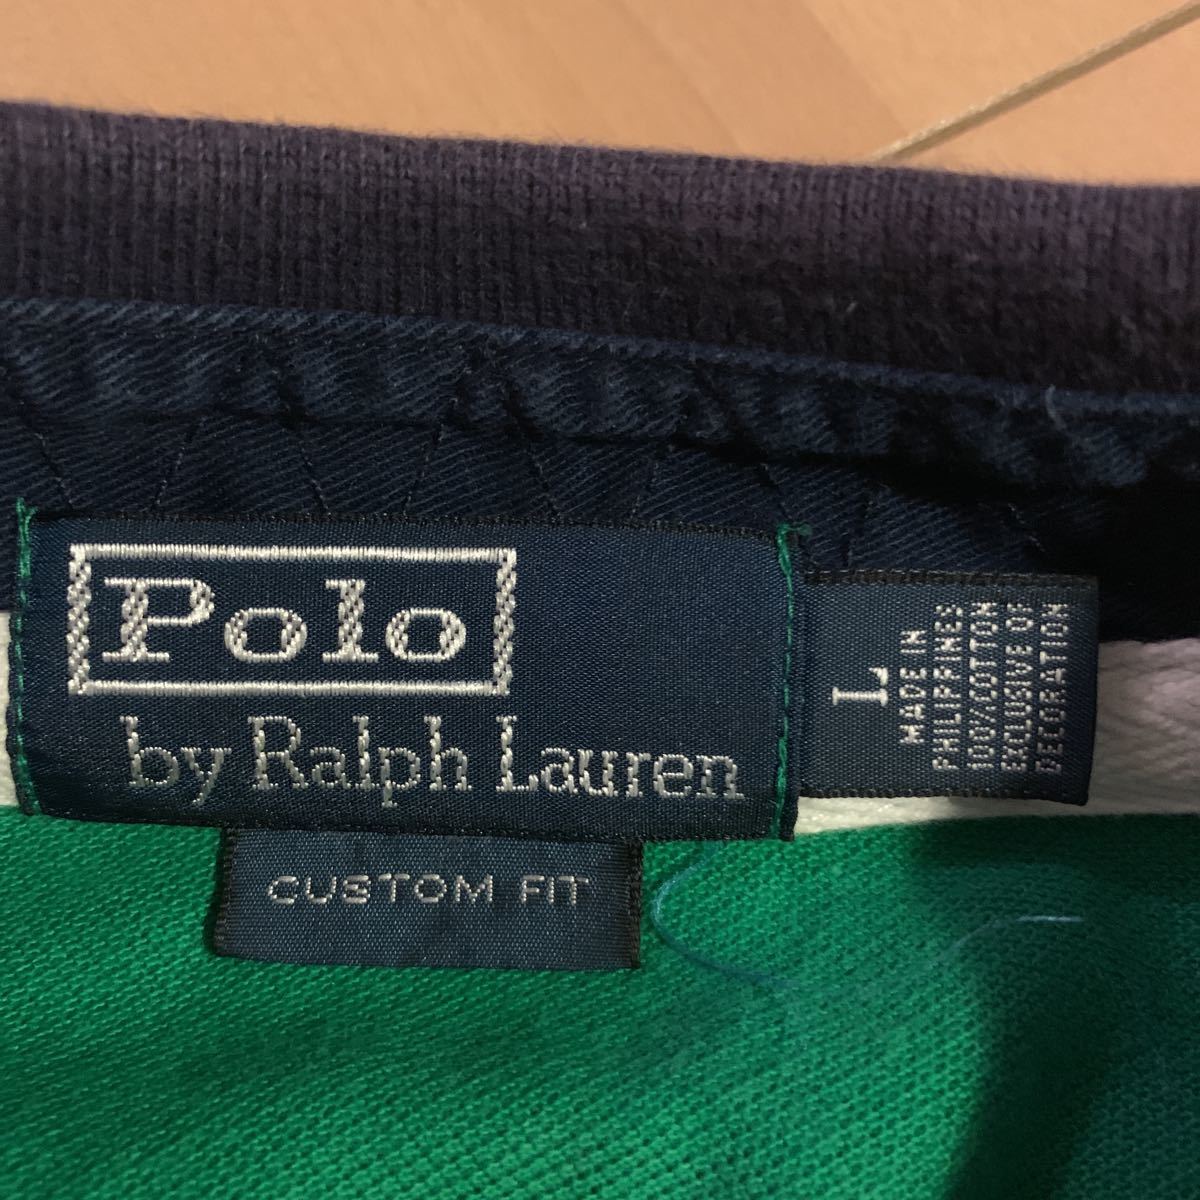 Polo
by Ralph Lauren
CUSTOM FIT
L
MADE IN
PHILIPPINES
100% COTTON
EXCLUSIVE OF
DECORATION